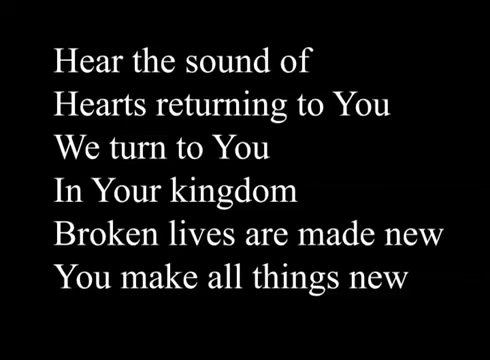 Hear the sound of
Hearts returning to You
We turn to You
In Your kingdom
Broken lives are made new
You make all things new